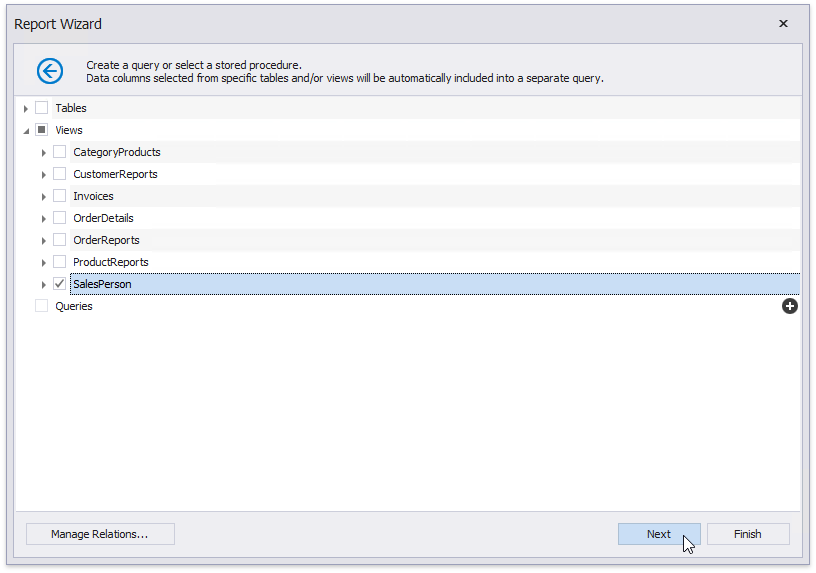 Report Wizard
Create a query or select a stored procedure.
Data columns selected from specific tables and/or views will be automatically included into a separate query.
Tables
Views
CategoryProducts
CustomerReports
Invoices
OrderDetails
OrderReports
ProductReports
SalesPerson
Queries
Manage Relations... Next Finish